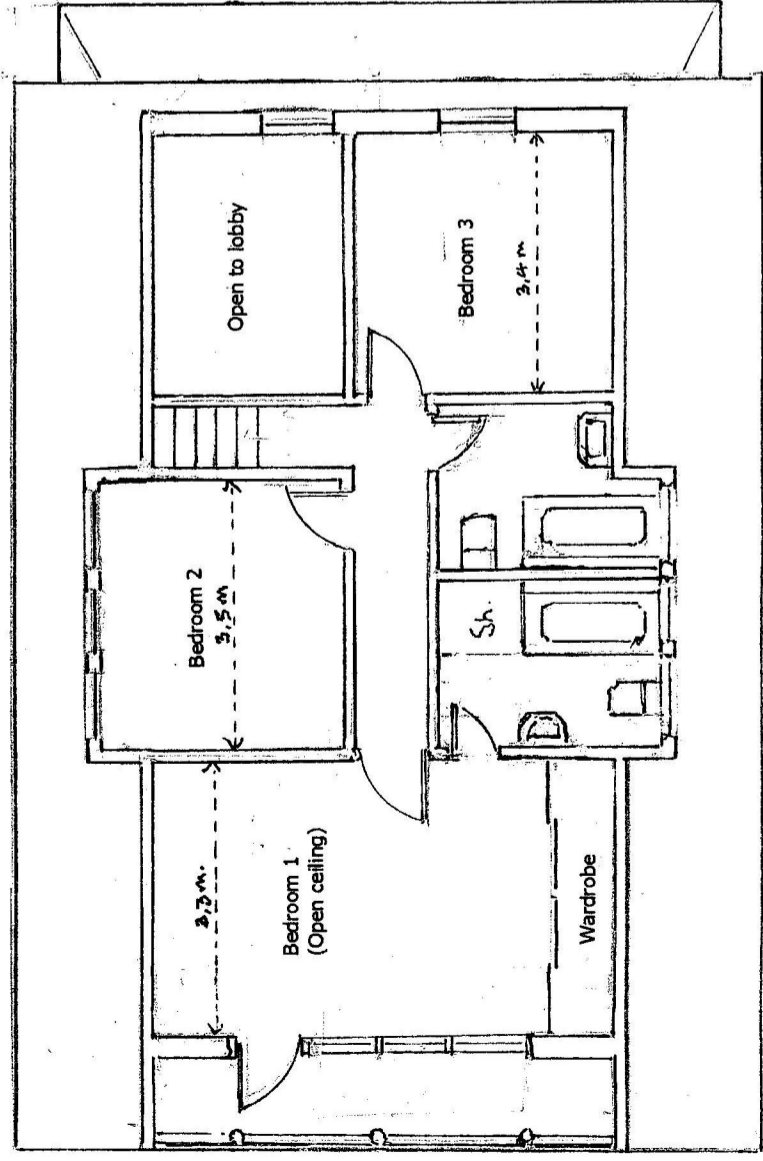 Bedroom 2
3,5 m
3,3 m.
Open to lobby
Bedroom 1
(Open ceiling)
Bedroom 3
3,4 m
Sh.
Wardrobe